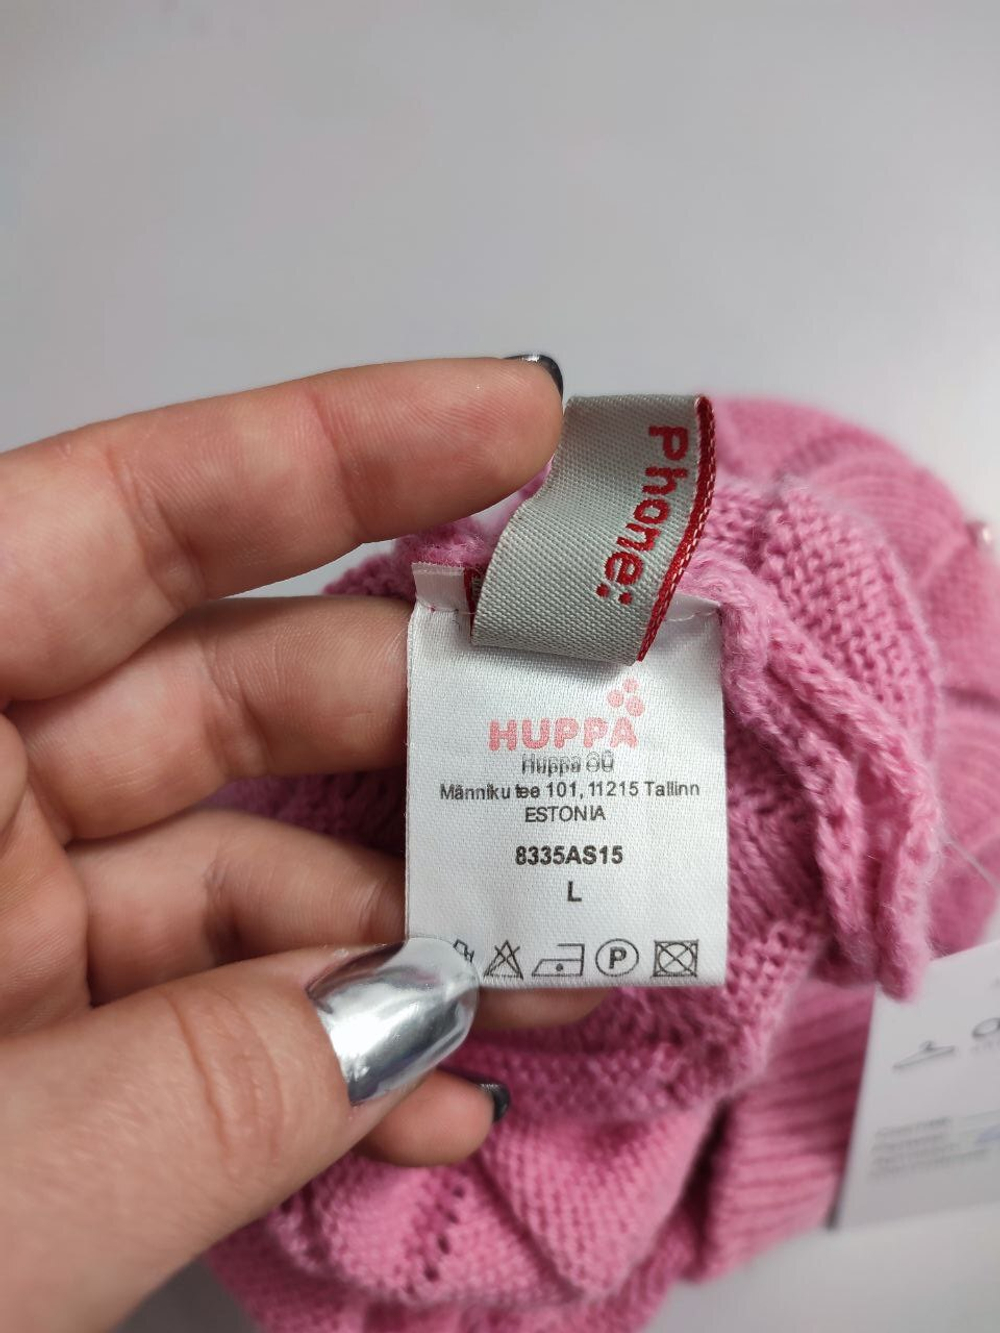 Phone:
HUPPA
Huppa OÜ
Männiku tee 101, 11215 Tallinn
ESTONIA
8335AS15
L
P